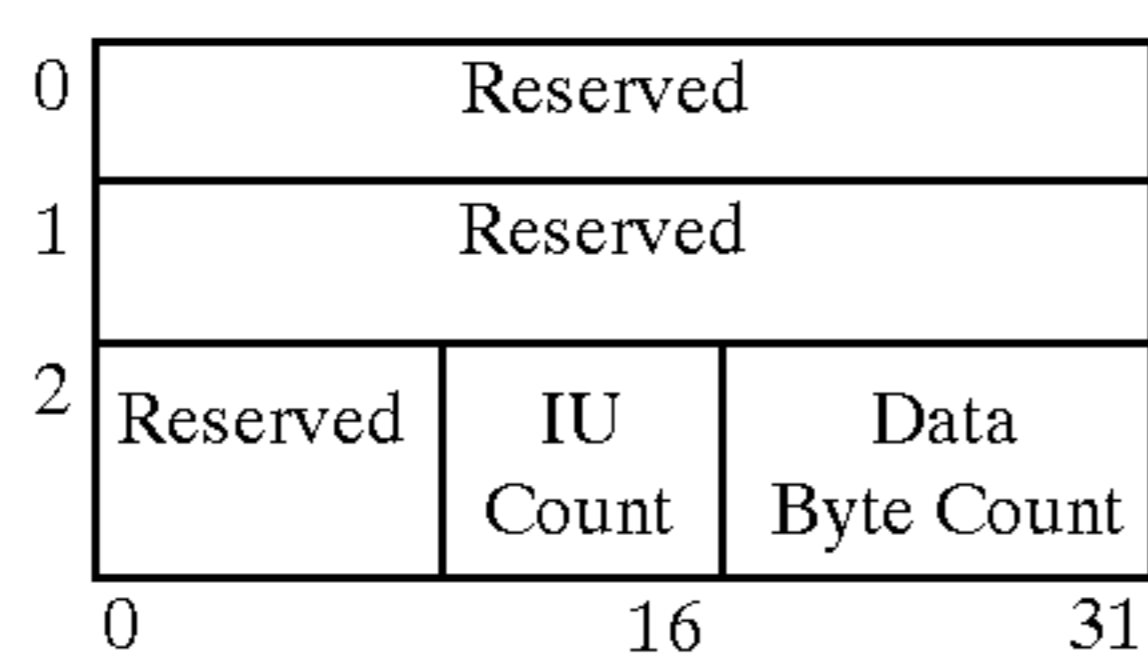 0 Reserved
1 Reserved
2 Reserved IU Data
Count Byte Count
0 16 31